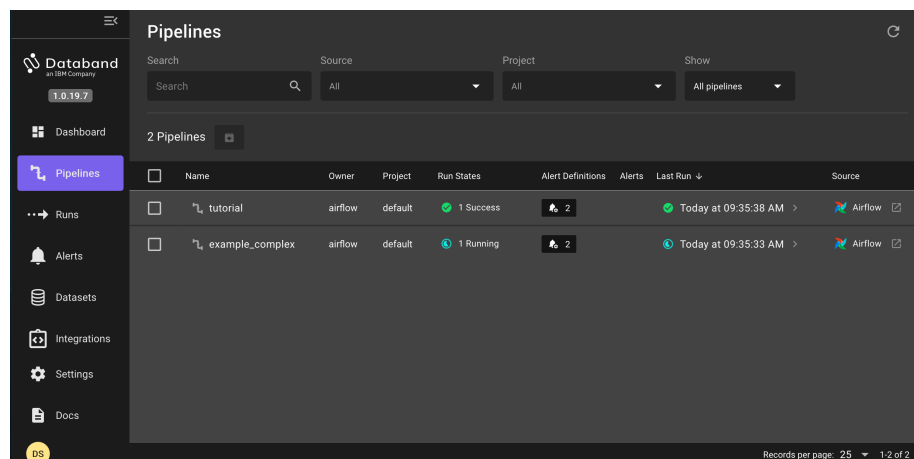 Databand
an IBM Company
1.0.19.7
Dashboard
Pipelines
Runs
Alerts
Datasets
Integrations
Settings
Docs
DS
Pipelines
Search Source Project Show
Search All All All pipelines
2 Pipelines
Name Owner Project Run States Alert Definitions Alerts Last Run Source
tutorial airflow default 1 Success 2 Today at 09:35:38 AM Airflow
example_complex airflow default 1 Running 2 Today at 09:35:33 AM Airflow
Records per page: 25 1-2 of 2